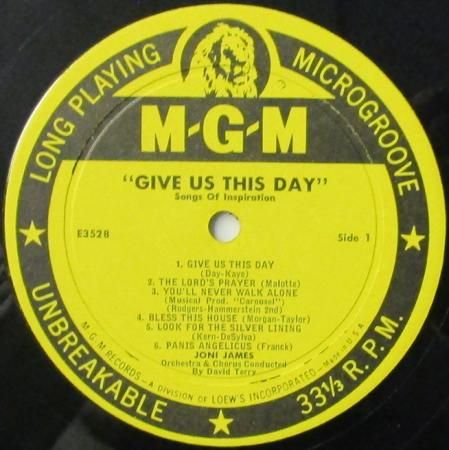 LONG PLAYING
MICROGROOVE
M-G-M
"GIVE US THIS DAY"
Songs Of Inspiration
E3528
Side 1
1. GIVE US THIS DAY
(Day-Kaye)
2. THE LORD'S PRAYER (Malotte)
3. YOU'LL NEVER WALK ALONE
(Musical Prod. "Carousel")
(Rodgers-Hammerstein 2nd)
4. BLESS THIS HOUSE (Morgan-Taylor)
5. LOOK FOR THE SILVER LINING
(Kern-DeSylva)
6. PANIS ANGELICUS (Franck)
JONI JAMES
Orchestra & Chorus Conducted
By David Terry
M G M RECORDS—A DIVISION OF LOEW'S INCORPORATED—Made in U.S.A.
UNBREAKABLE
33⅓ R.P.M.